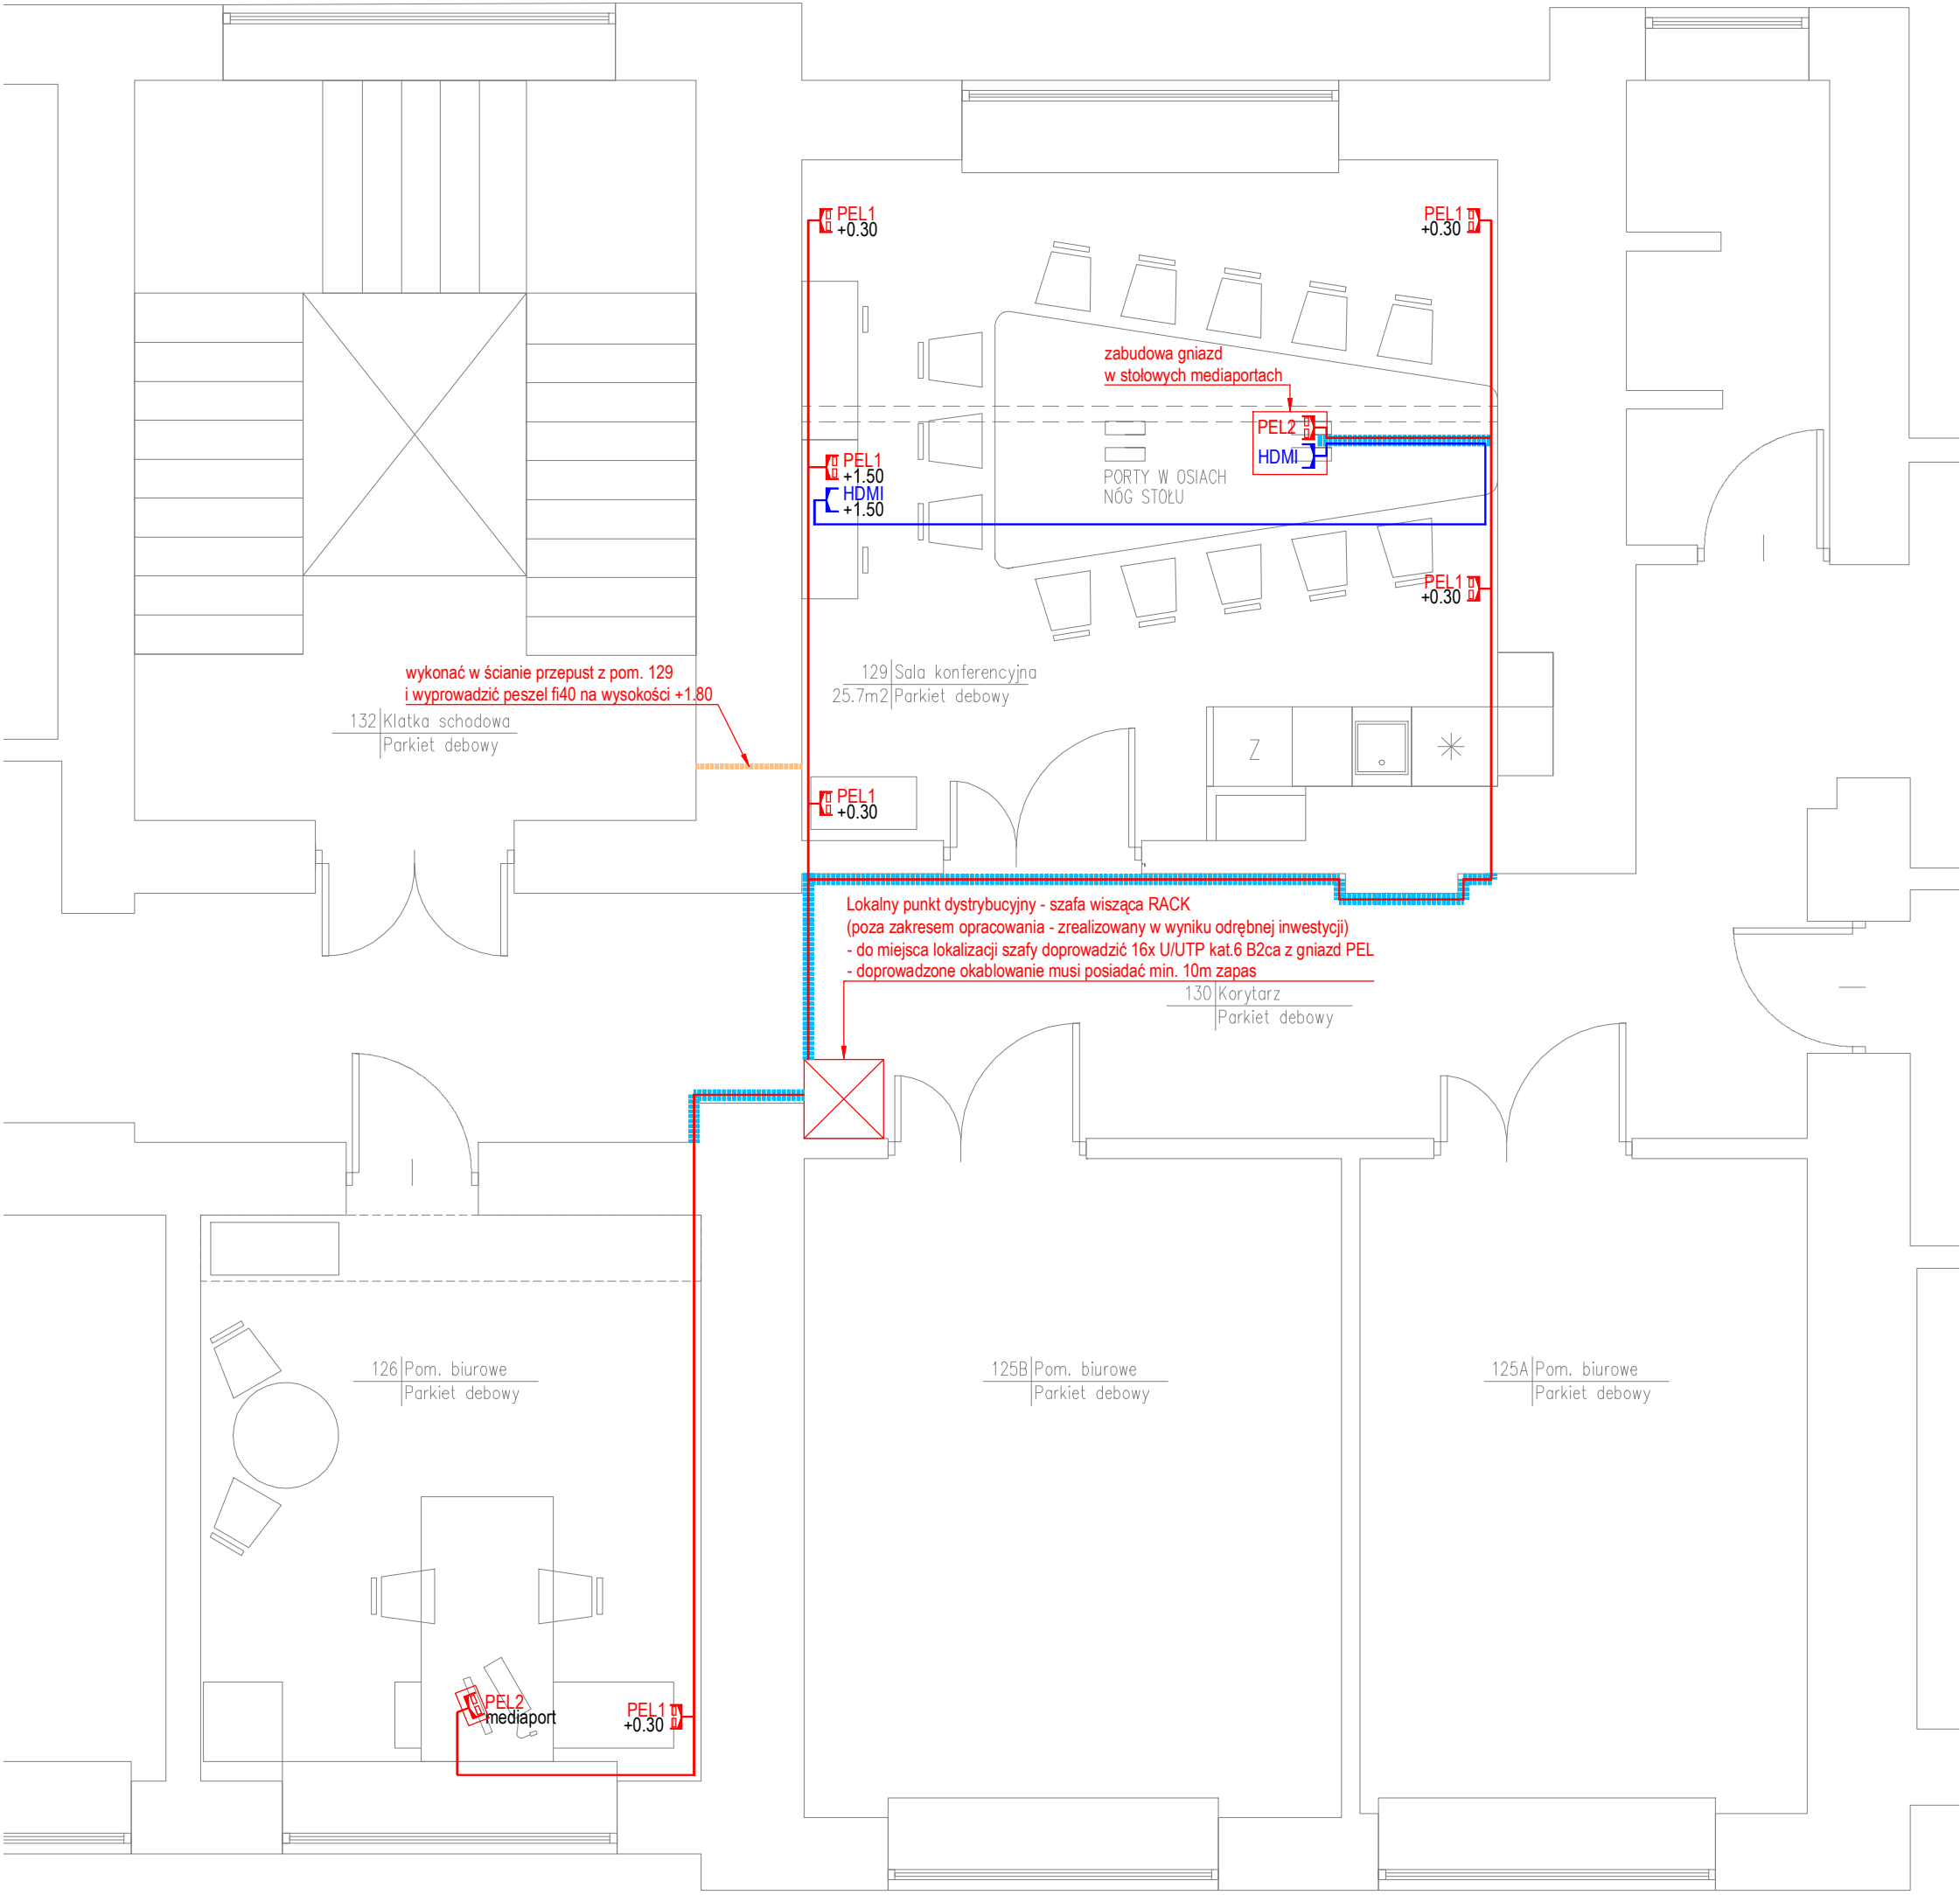 PEL1
+0.30
PEL1
+0.30
zabudowa gniazd
w stołowych mediaportach
PEL2
HDMI
PEL1
+1.50
HDMI
+1.50
PORTY W OSIACH
NÓG STOŁU
PEL1
+0.30
wykonać w ścianie przepust z pom. 129
i wyprowadzić peszel fi40 na wysokości +1.80
129 Sala konferencyjna
25.7m2 Parkiet debowy
132 Klatka schodowa
Parkiet debowy
Z
PEL1
+0.30
Lokalny punkt dystrybucyjny - szafa wisząca RACK
(poza zakresem opracowania - zrealizowany w wyniku odrębnej inwestycji)
- do miejsca lokalizacji szafy doprowadzić 16x U/UTP kat.6 B2ca z gniazd PEL
- doprowadzone okablowanie musi posiadać min. 10m zapas
130 Korytarz
Parkiet debowy
126 Pom. biurowe
Parkiet debowy
125B Pom. biurowe
Parkiet debowy
125A Pom. biurowe
Parkiet debowy
PEL2
mediaport
PEL1
+0.30